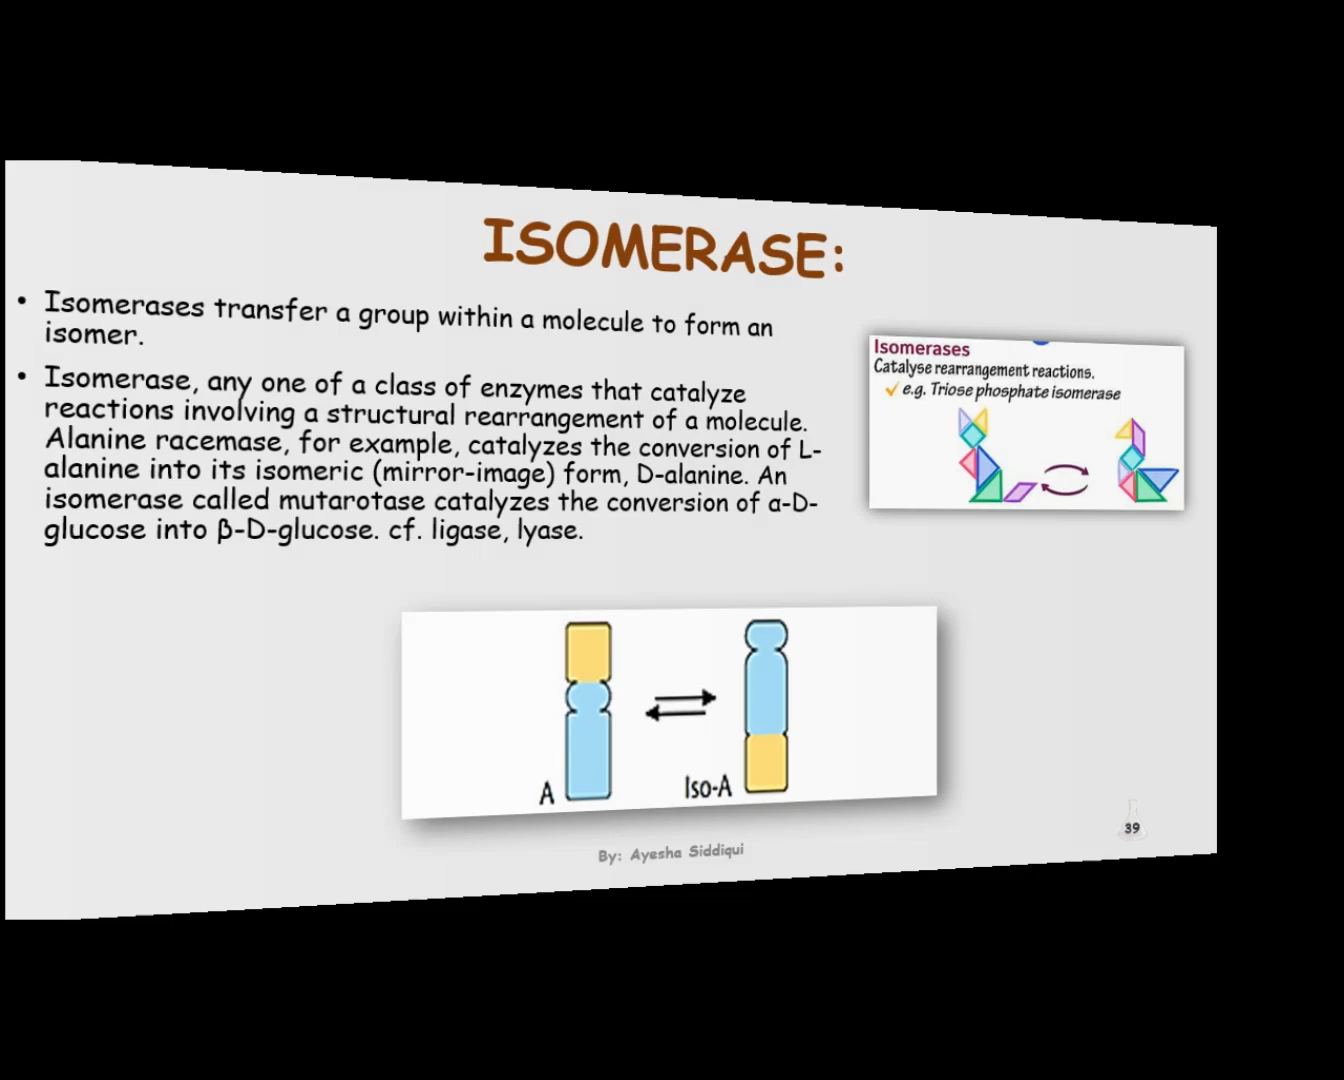 ISOMERASE:
• Isomerases transfer a group within a molecule to form an
isomer.
• Isomerase, any one of a class of enzymes that catalyze
reactions involving a structural rearrangement of a molecule.
Alanine racemase, for example, catalyzes the conversion of L-
alanine into its isomeric (mirror-image) form, D-alanine. An
isomerase called mutarotase catalyzes the conversion of α-D-
glucose into β-D-glucose. cf. ligase, lyase.
Isomerases
Catalyse rearrangement reactions.
✓ e.g. Triose phosphate isomerase
A
Iso-A
By: Ayesha Siddiqui
39